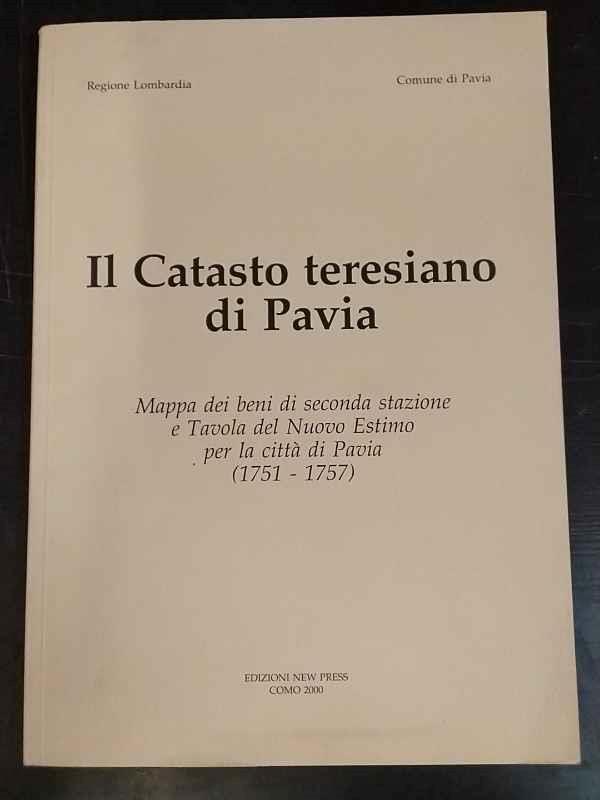 Regione Lombardia
Comune di Pavia
Il Catasto teresiano
di Pavia
Mappa dei beni di seconda stazione
e Tavola del Nuovo Estimo
per la città di Pavia
(1751 - 1757)
EDIZIONI NEW PRESS
COMO 2000